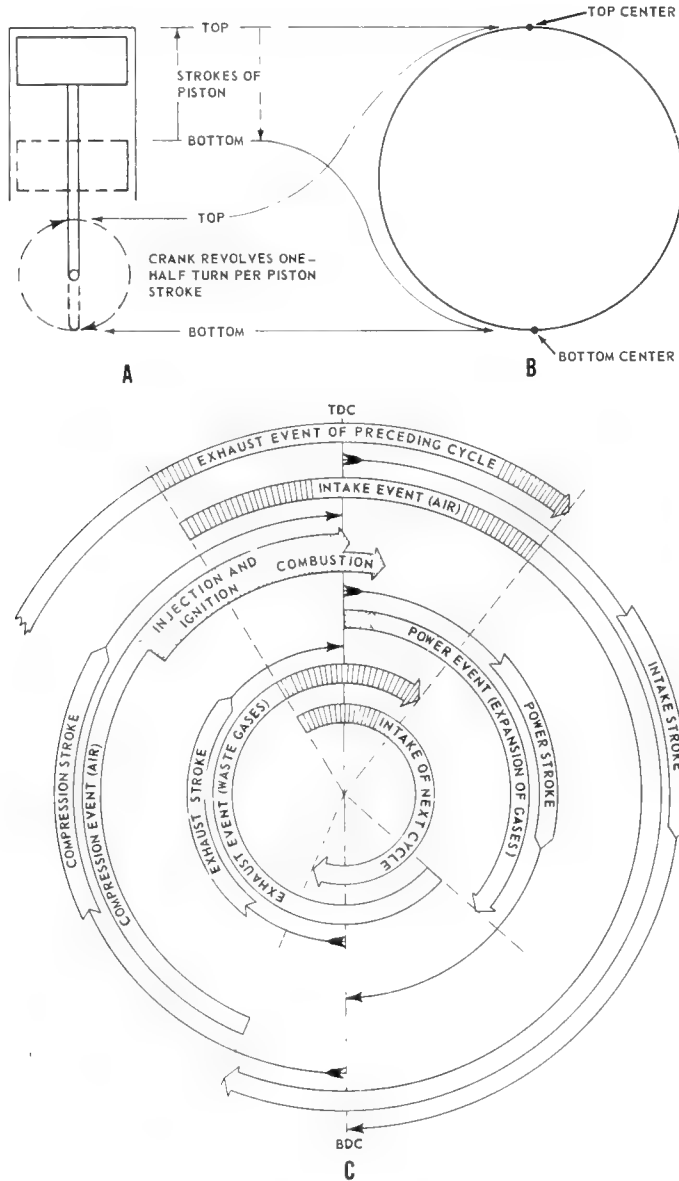 TOP CENTER
TOP
STROKES OF
PISTON
BOTTOM
TOP
CRANK REVOLVES ONE-
HALF TURN PER PISTON
STROKE
BOTTOM
BOTTOM CENTER
A
B
TDC
EXHAUST EVENT OF PRECEDING CYCLE
INTAKE EVENT (AIR)
INJECTION AND
IGNITION
COMBUSTION
POWER EVENT (EXPANSION OF GASES)
POWER STROKE
INTAKE STROKE
COMPRESSION STROKE
COMPRESSION EVENT (AIR)
EXHAUST STROKE
EXHAUST EVENT (WASTE GASES)
INTAKE OF NEXT CYCLE
BDC
C